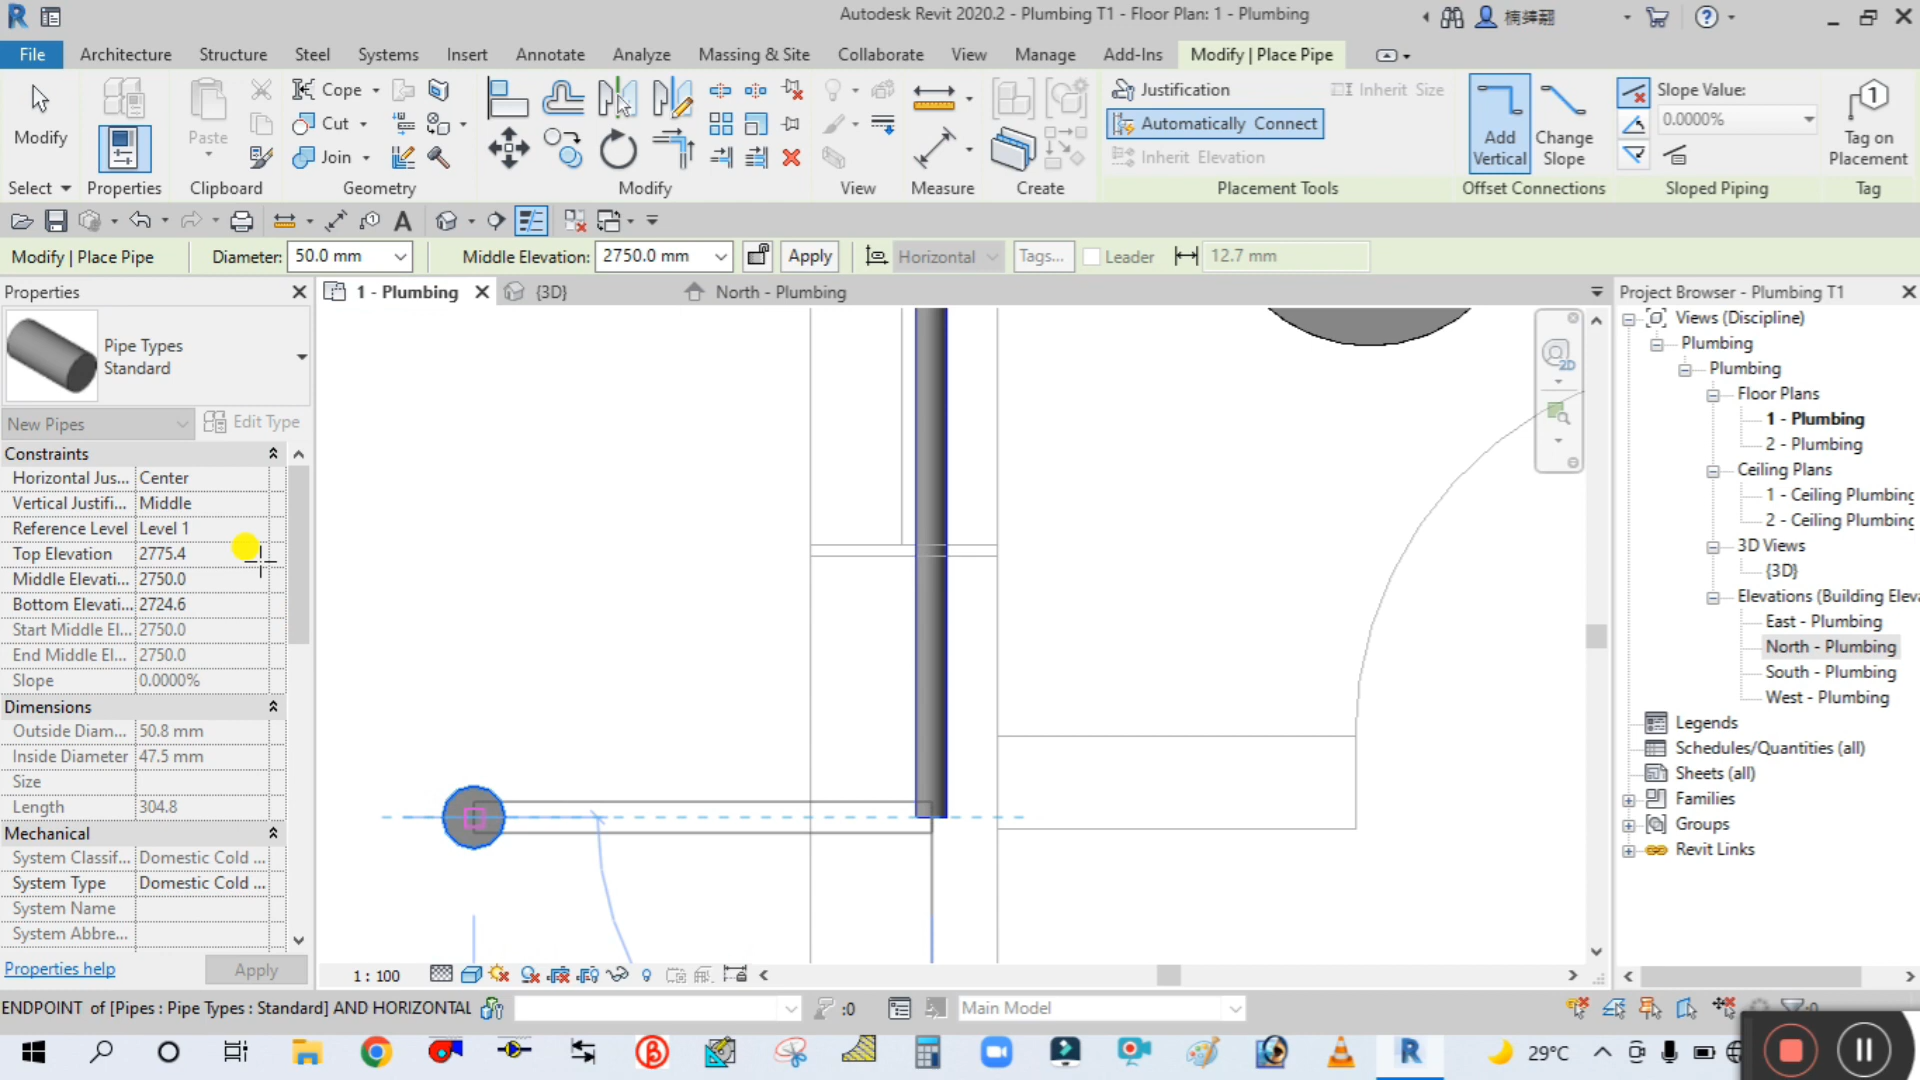 Autodesk Revit 2020.2 - Plumbing T1 - Floor Plan: 1 - Plumbing
File
Architecture
Structure
Steel
Systems
Insert
Annotate
Analyze
Massing & Site
Collaborate
View
Manage
Add-Ins
Modify | Place Pipe
Modify
Paste
Cope
Cut
Join
Justification
Automatically Connect
Inherit Elevation
Inherit Size
Add
Vertical
Change
Slope
Slope Value:
0.0000%
1
Tag on
Placement
Select
Properties
Clipboard
Geometry
Modify
View
Measure
Create
Placement Tools
Offset Connections
Sloped Piping
Tag
Modify | Place Pipe
Diameter:
50.0 mm
Middle Elevation:
2750.0 mm
Apply
Horizontal
Tags...
Leader
12.7 mm
Properties
1 - Plumbing
{3D}
North - Plumbing
Project Browser - Plumbing T1
Pipe Types
Standard
New Pipes
Edit Type
Constraints
Horizontal Jus... Center
Vertical Justifi... Middle
Reference Level Level 1
Top Elevation 2775.4
Middle Elevati... 2750.0
Bottom Elevati... 2724.6
Start Middle El... 2750.0
End Middle El... 2750.0
Slope 0.0000%
Dimensions
Outside Diam... 50.8 mm
Inside Diameter 47.5 mm
Size
Length 304.8
Mechanical
System Classif... Domestic Cold ...
System Type Domestic Cold ...
System Name
System Abbre...
Properties help
Apply
2D
Views (Discipline)
Plumbing
Plumbing
Floor Plans
1 - Plumbing
2 - Plumbing
Ceiling Plans
1 - Ceiling Plumbing
2 - Ceiling Plumbing
3D Views
{3D}
Elevations (Building Eleva
East - Plumbing
North - Plumbing
South - Plumbing
West - Plumbing
Legends
Schedules/Quantities (all)
Sheets (all)
Families
Groups
Revit Links
1 : 100
ENDPOINT of [Pipes : Pipe Types : Standard] AND HORIZONTAL
:0
Main Model
29°C